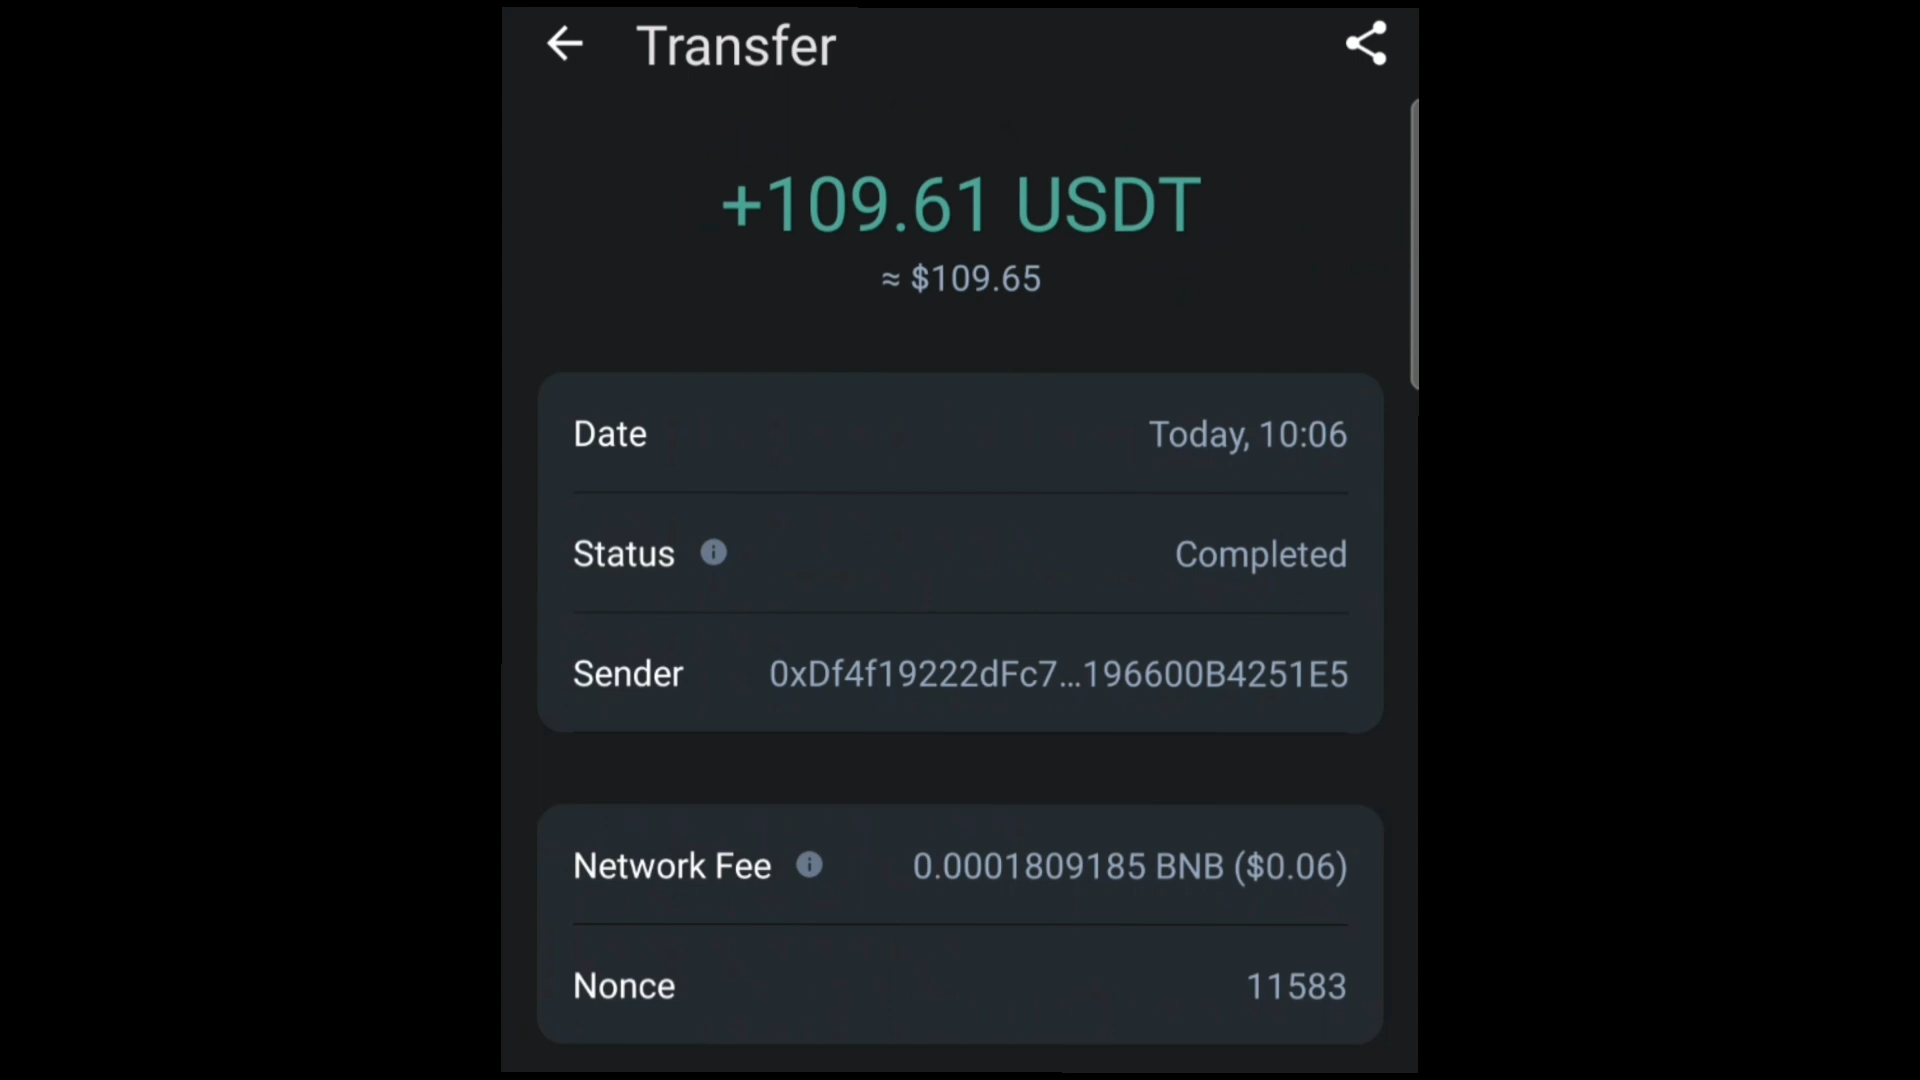 Transfer
+109.61 USDT
≈ $109.65
Date Today, 10:06
Status Completed
Sender 0xDf4f19222dFc7...196600B4251E5
Network Fee 0.0001809185 BNB ($0.06)
Nonce 11583